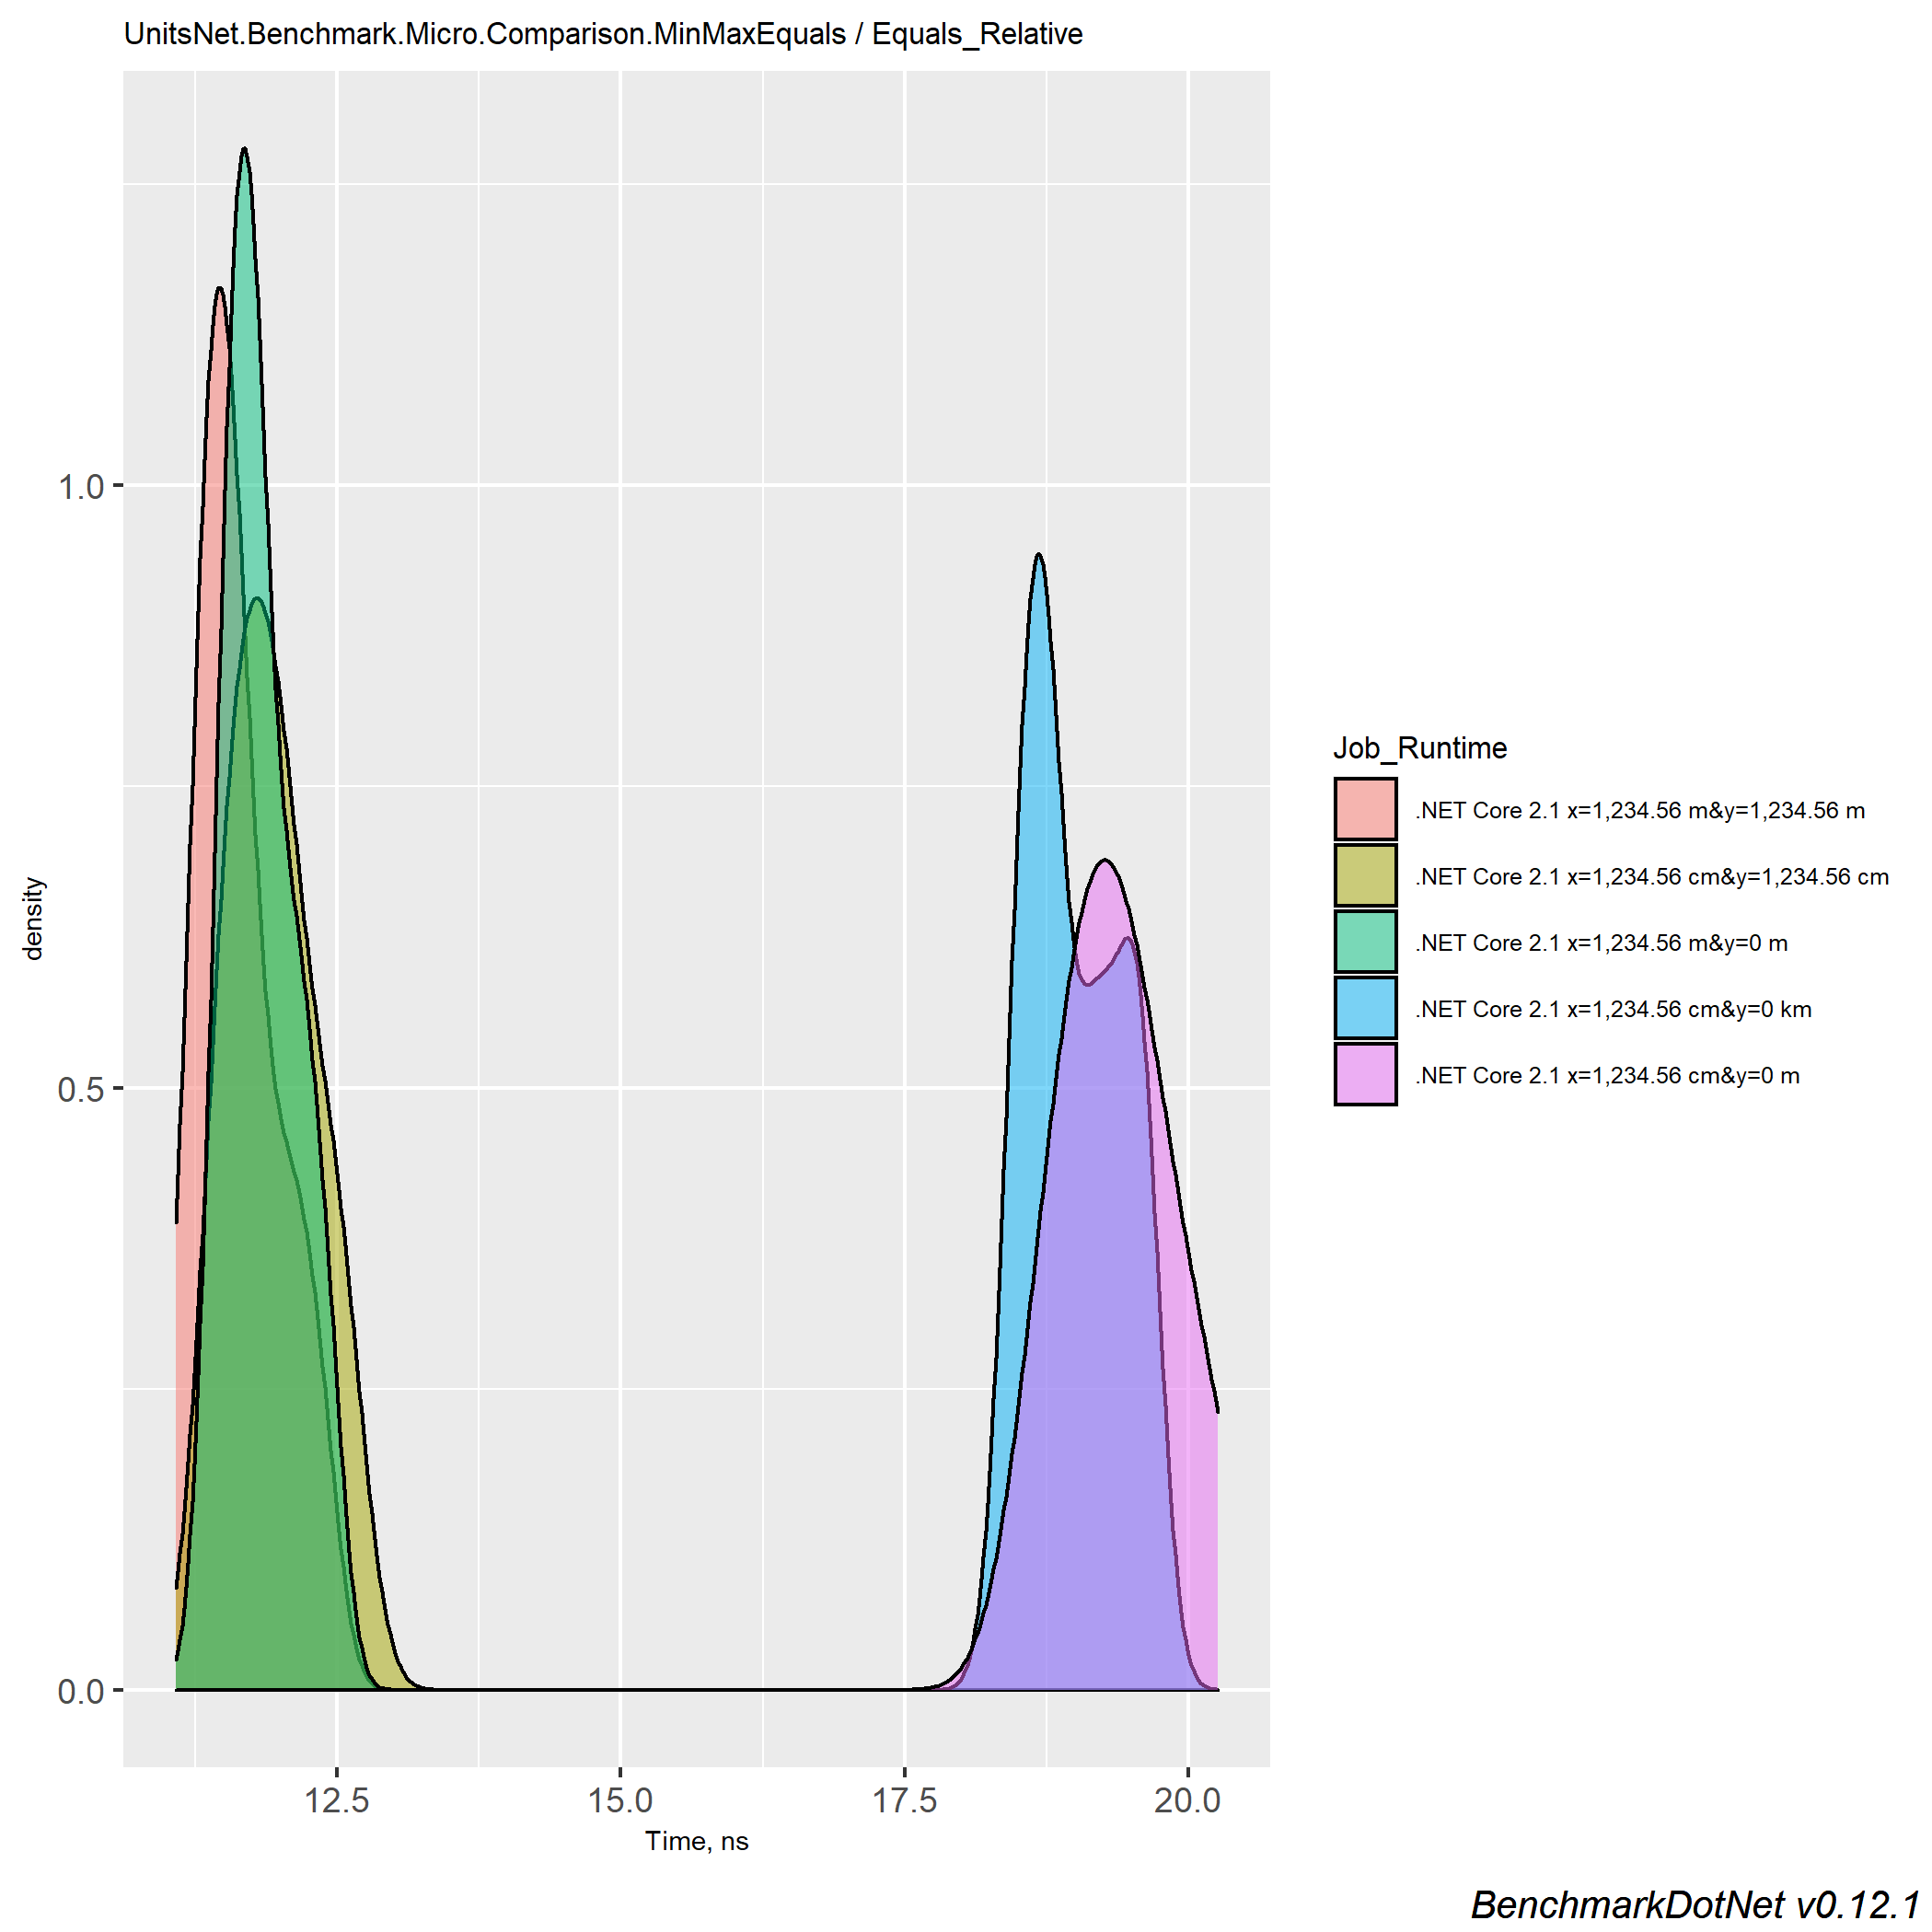 UnitsNet.Benchmark.Micro.Comparison.MinMaxEquals / Equals_Relative
1.0
0.5
0.0
density
12.5 15.0 17.5 20.0
Time, ns
Job_Runtime
.NET Core 2.1 x=1,234.56 m&y=1,234.56 m
.NET Core 2.1 x=1,234.56 cm&y=1,234.56 cm
.NET Core 2.1 x=1,234.56 m&y=0 m
.NET Core 2.1 x=1,234.56 cm&y=0 km
.NET Core 2.1 x=1,234.56 cm&y=0 m
BenchmarkDotNet v0.12.1